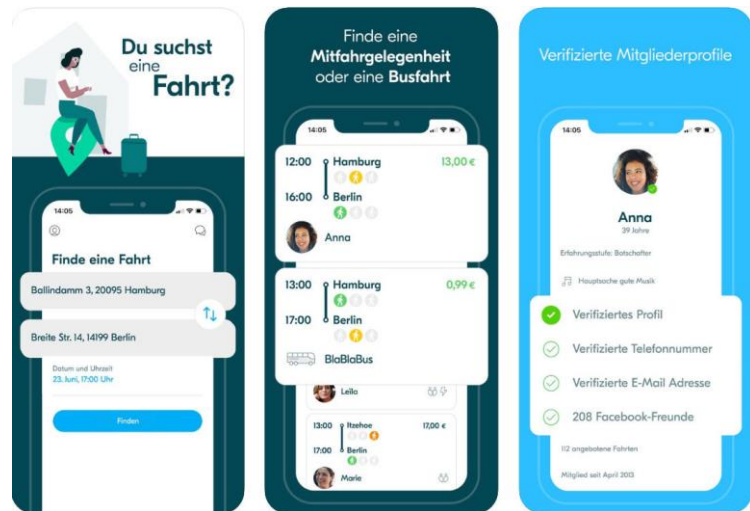 Du suchst
eine
Fahrt?
14:05
Finde eine Fahrt
Ballindamm 3, 20095 Hamburg
Breite Str. 14, 14199 Berlin
Datum und Uhrzeit
23. Juni, 17:00 Uhr
Finden
Finde eine
Mitfahrgelegenheit
oder eine Busfahrt
14:05
12:00 Hamburg 13,00 €
16:00 Berlin
Anna
13:00 Hamburg 0,99 €
17:00 Berlin
BlaBlaBus
Leila
13:00 Itzehoe 17,00 €
17:00 Berlin
Marie
Verifizierte Mitgliederprofile
14:05
Anna
39 Jahre
Erfahrungsstufe: Botschafter
Hauptsache gute Musik
Verifiziertes Profil
Verifizierte Telefonnummer
Verifizierte E-Mail Adresse
208 Facebook-Freunde
112 angebotene Fahrten
Mitglied seit April 2013